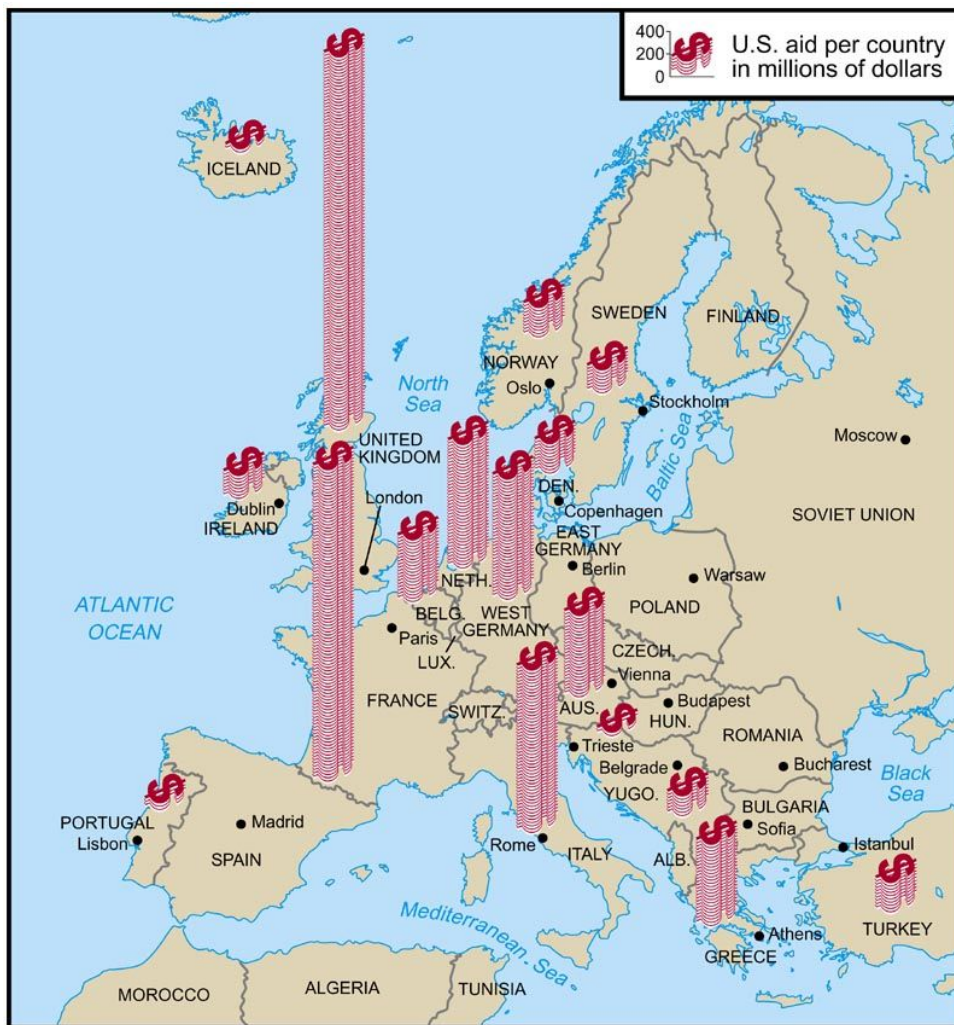 400
200
0
U.S. aid per country
in millions of dollars
$
$
$
ICELAND
$
SWEDEN
FINLAND
NORWAY
Oslo
$
North
Sea
Stockholm
Baltic Sea
Moscow
$
$
UNITED
KINGDOM
$
$
$
London
DEN.
Copenhagen
Dublin
IRELAND
SOVIET UNION
$
EAST
GERMANY
Berlin
Warsaw
NETH.
ATLANTIC
OCEAN
BELG.
WEST
GERMANY
POLAND
$
Paris
LUX.
CZECH.
$
Vienna
FRANCE
SWITZ.
AUS.
Budapest
HUN.
$
ROMANIA
Trieste
Belgrade
Bucharest
Black
Sea
$
YUGO.
$
BULGARIA
Sofia
PORTUGAL
Lisbon
Madrid
SPAIN
$
Rome
ITALY
ALB.
Istanbul
$
TURKEY
Mediterranean Sea
Athens
GREECE
MOROCCO
ALGERIA
TUNISIA